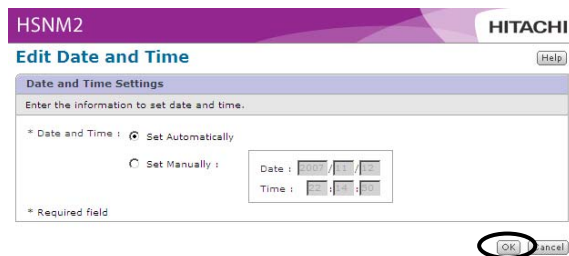 HSNM2 HITACHI
Edit Date and Time Help
Date and Time Settings
Enter the information to set date and time.
* Date and Time : Set Automatically
Set Manually :
Date : 2007 / 11 / 12
Time : 22 : 14 : 50
* Required field
OK Cancel